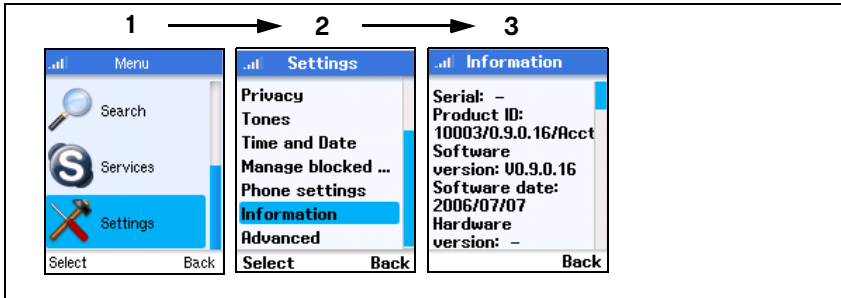 1 2 3
Menu
Search
Services
Settings
Select Back
Settings
Privacy
Tones
Time and Date
Manage blocked ...
Phone settings
Information
Advanced
Select Back
Information
Serial: -
Product ID:
10003/0.9.0.16/Acct
Software
version: V0.9.0.16
Software date:
2006/07/07
Hardware
version: -
Back